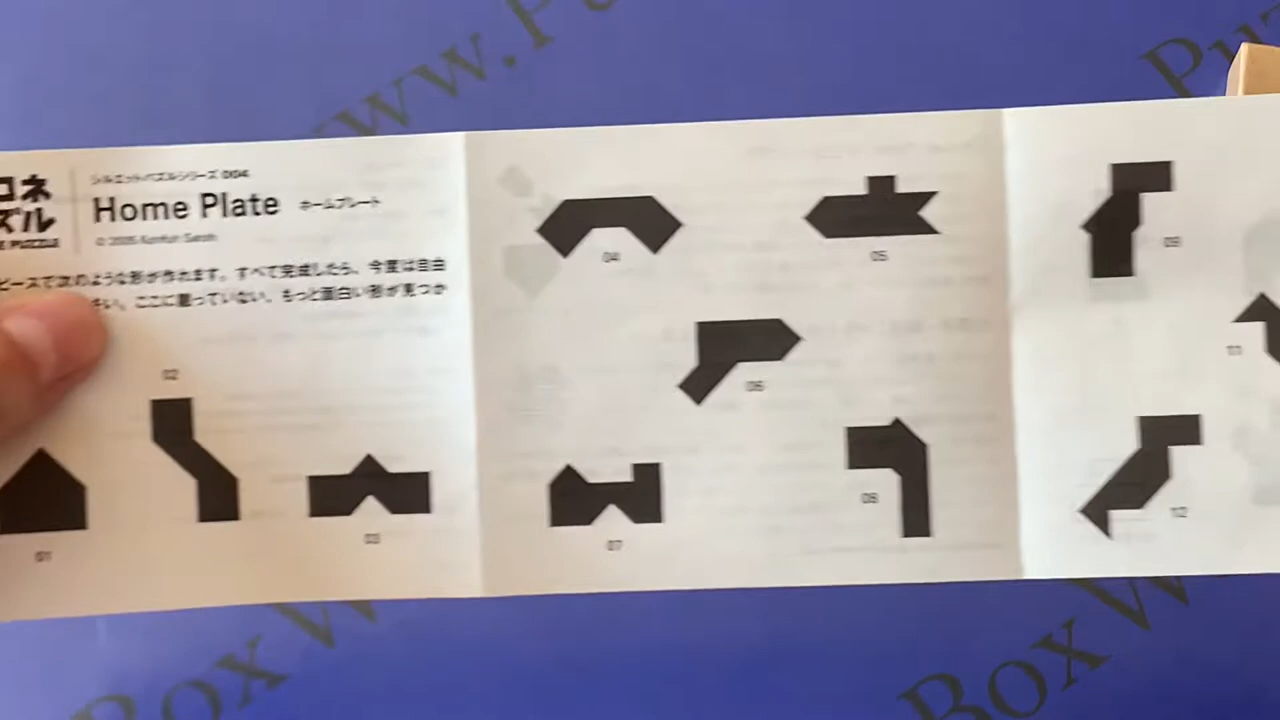 www.Pu
Pu
コネ
ズル
E PUZZLE
シルエットパズルシリーズ 004
Home Plate ホームプレート
ピースで次のような形が作れます。すべて完成したら、今度は自由
さい。ここに載っていない、もっと面白い形が見つか
01
02
03
04
05
06
07
08
09
11
12
Box
W
BoxW